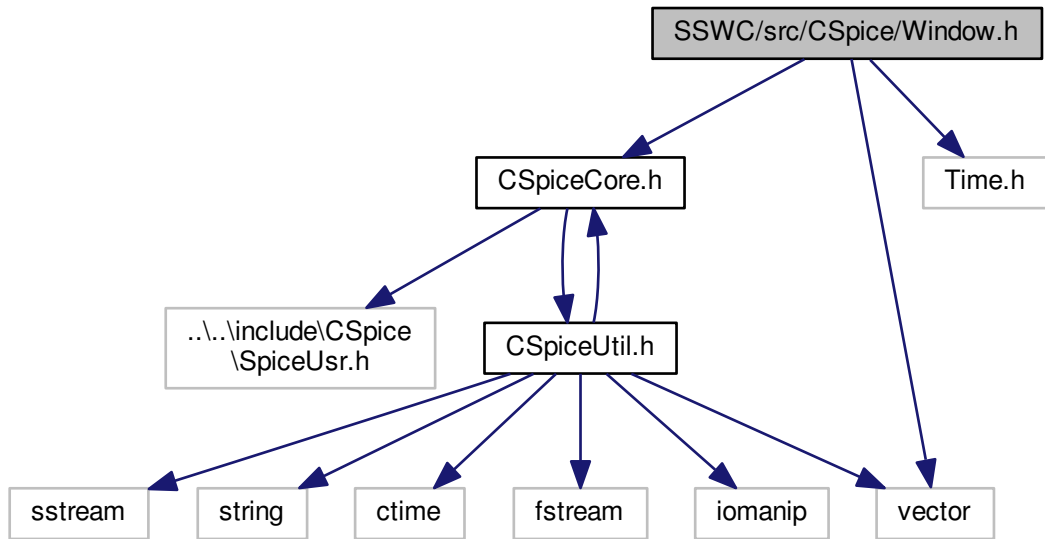 SSWC/src/CSpice/Window.h
CSpiceCore.h
Time.h
..\..\include\CSpice
\SpiceUsr.h
CSpiceUtil.h
sstream
string
ctime
fstream
iomanip
vector